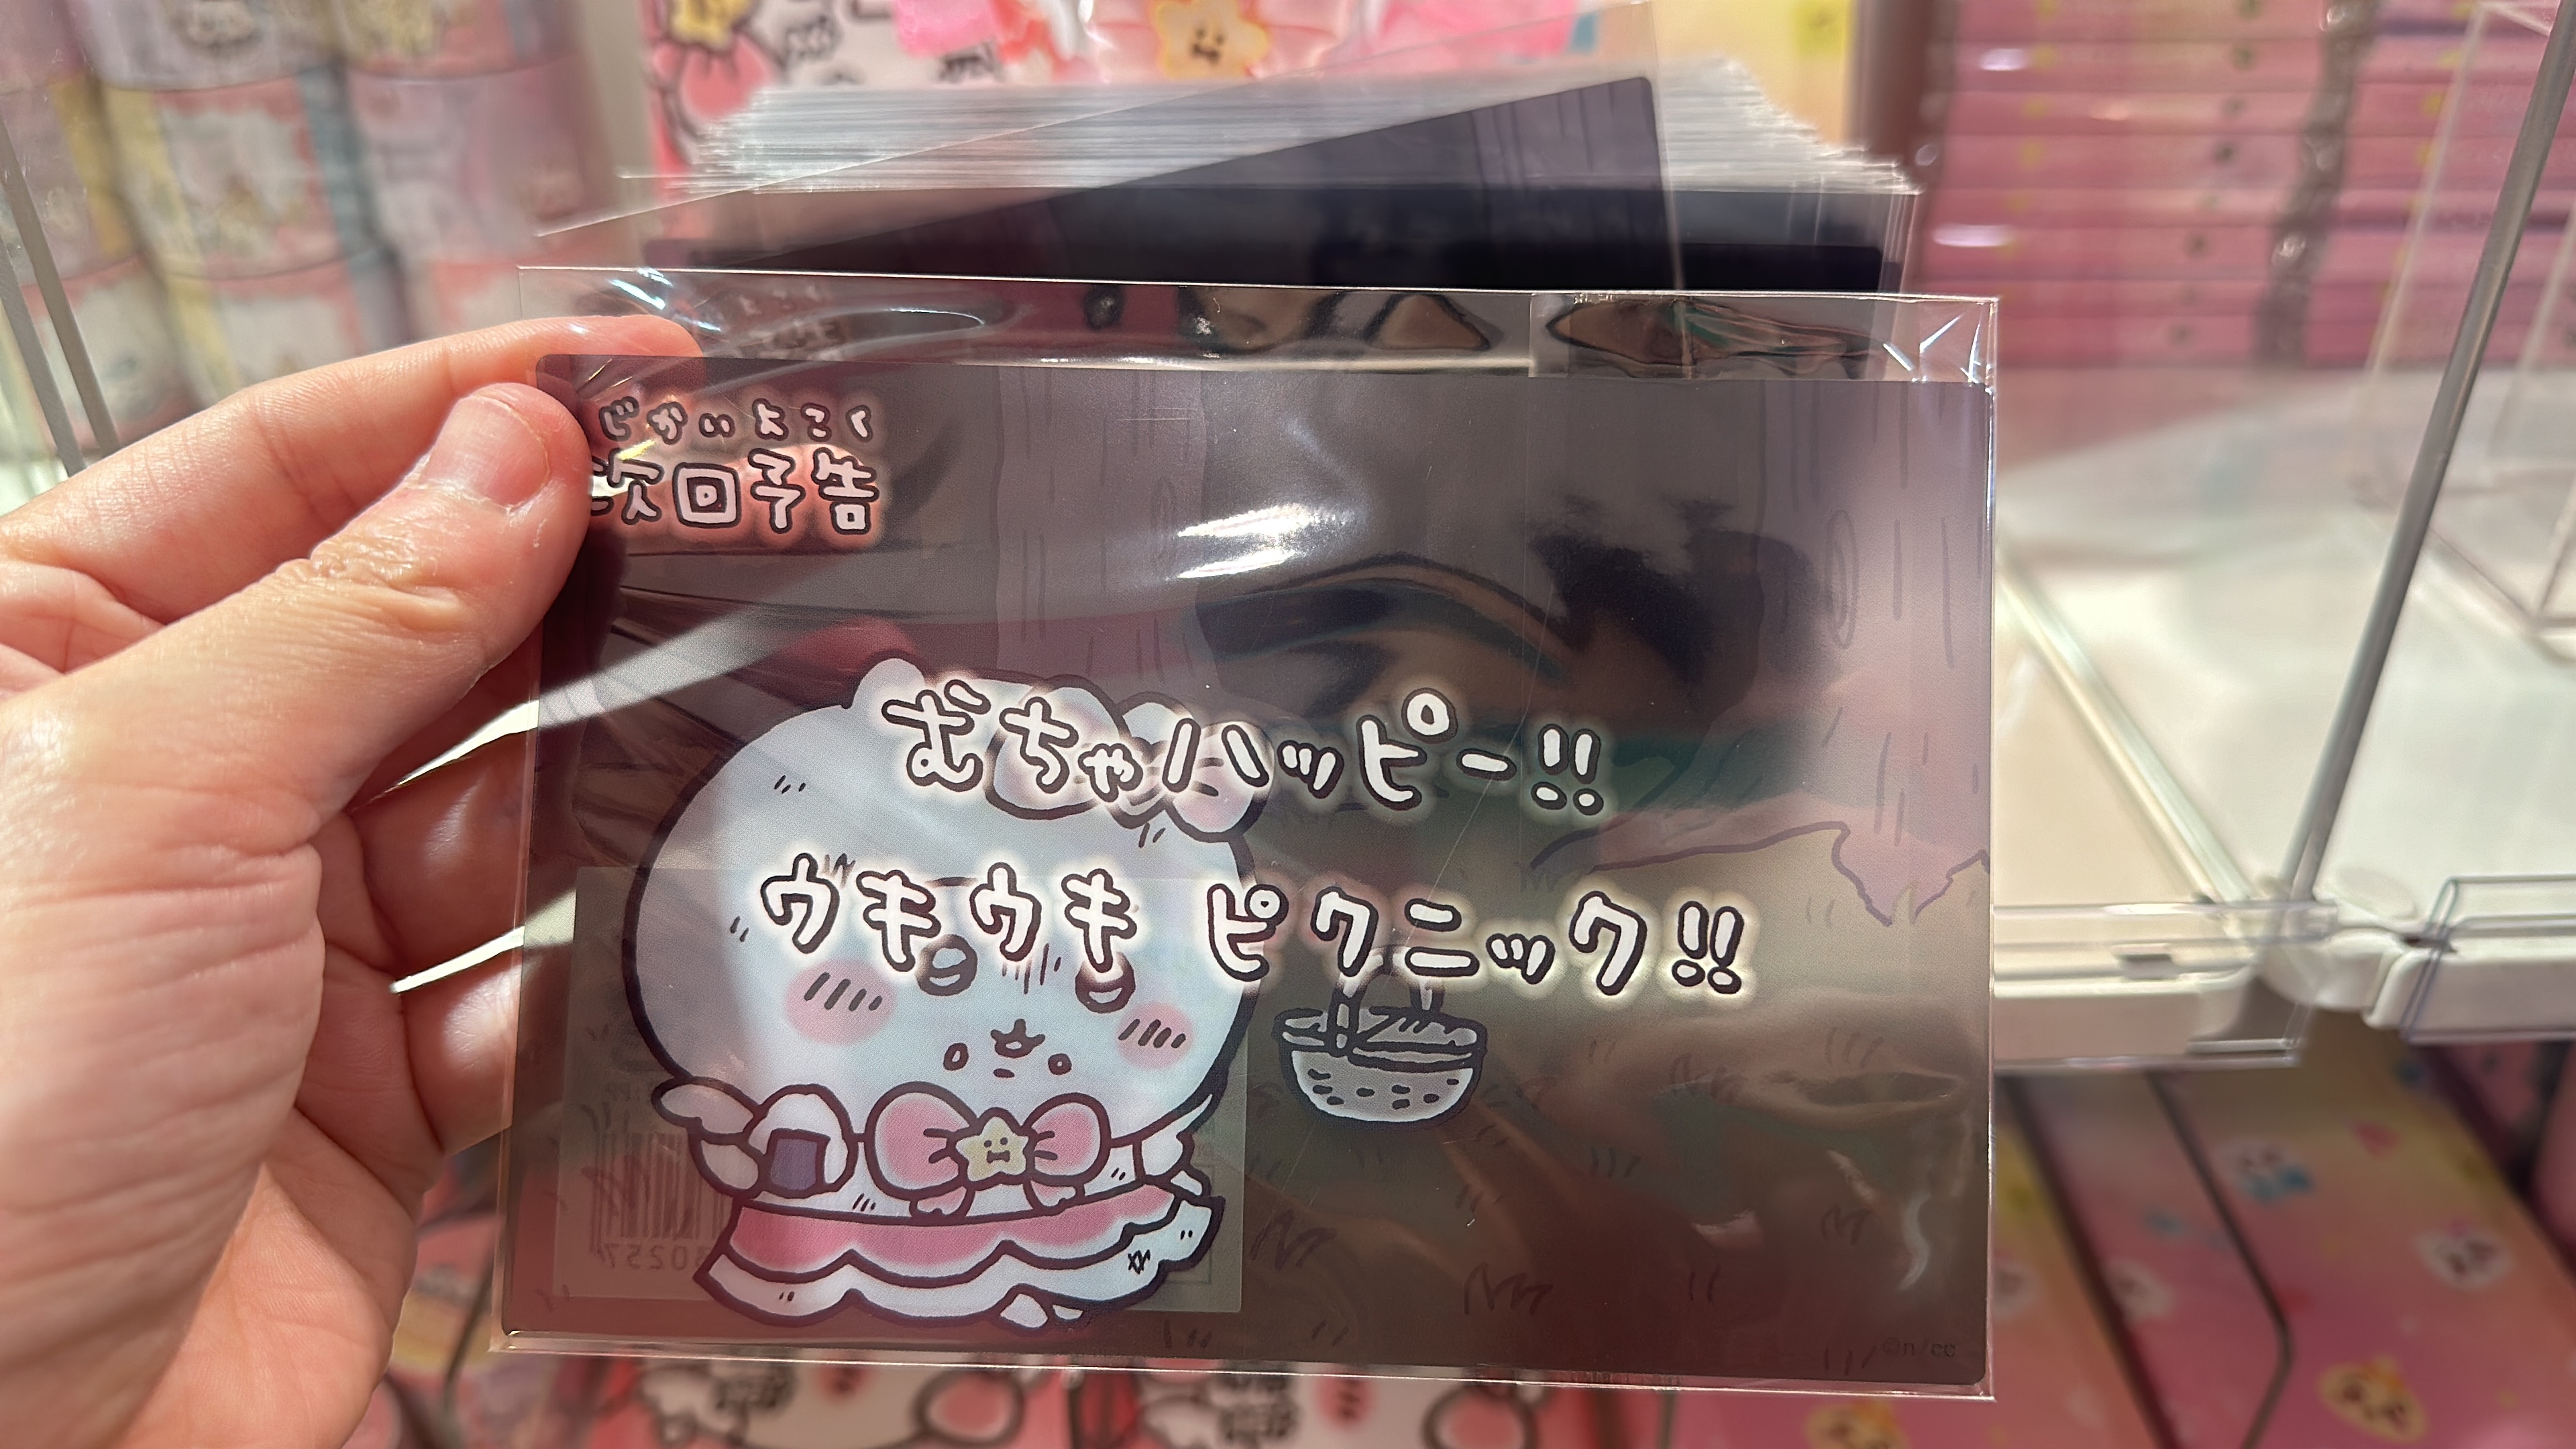 じかいよこく
次回予告
むちゃハッピー!!
ウキウキ ピクニック!!